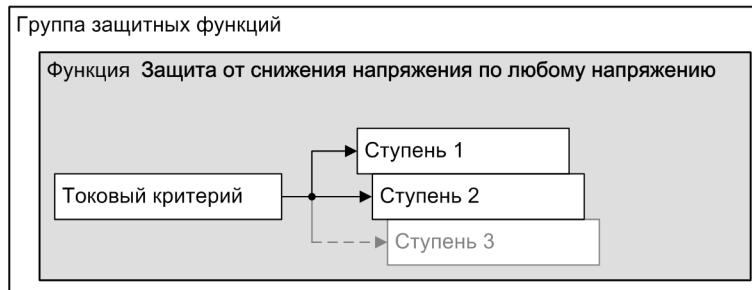 Группа защитных функций
Функция Защита от снижения напряжения по любому напряжению
Ступень 1
Токовый критерий
Ступень 2
Ступень 3